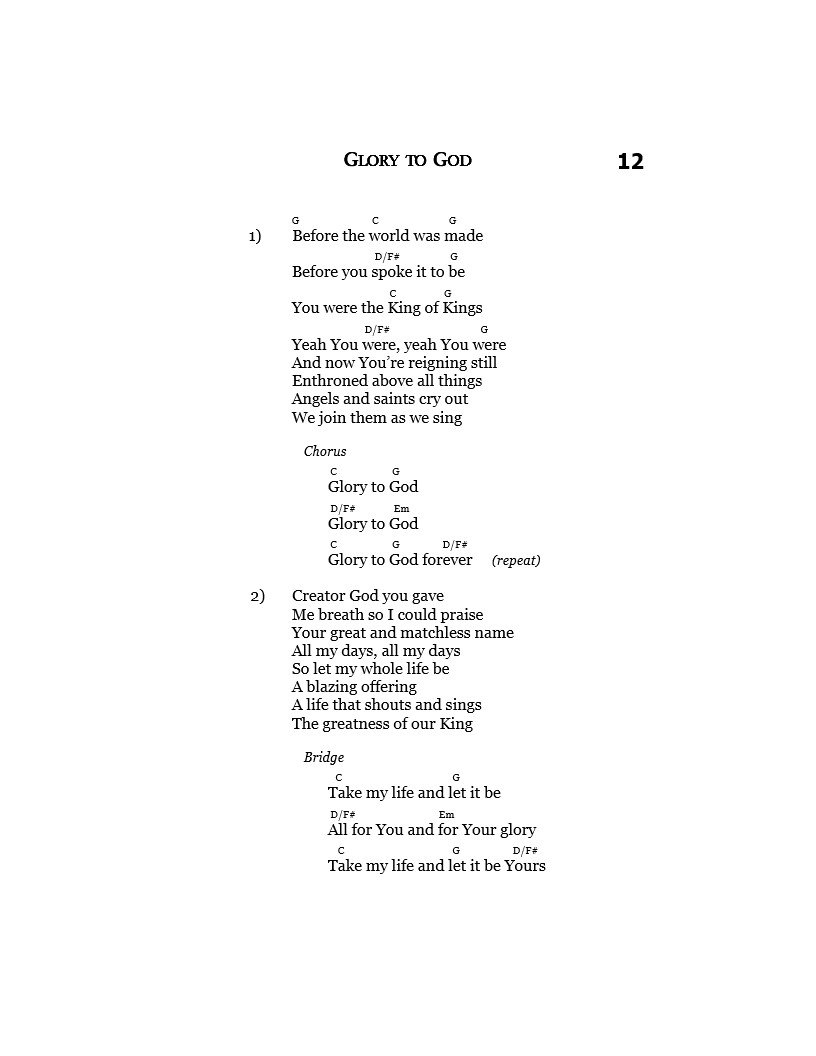 GLORY TO GOD
12
G C G
1) Before the world was made
D/F# G
Before you spoke it to be
C G
You were the King of Kings
D/F# G
Yeah You were, yeah You were
And now You’re reigning still
Enthroned above all things
Angels and saints cry out
We join them as we sing
Chorus
C G
Glory to God
D/F# Em
Glory to God
C G D/F#
Glory to God forever (repeat)
2) Creator God you gave
Me breath so I could praise
Your great and matchless name
All my days, all my days
So let my whole life be
A blazing offering
A life that shouts and sings
The greatness of our King
Bridge
C G
Take my life and let it be
D/F# Em
All for You and for Your glory
C G D/F#
Take my life and let it be Yours